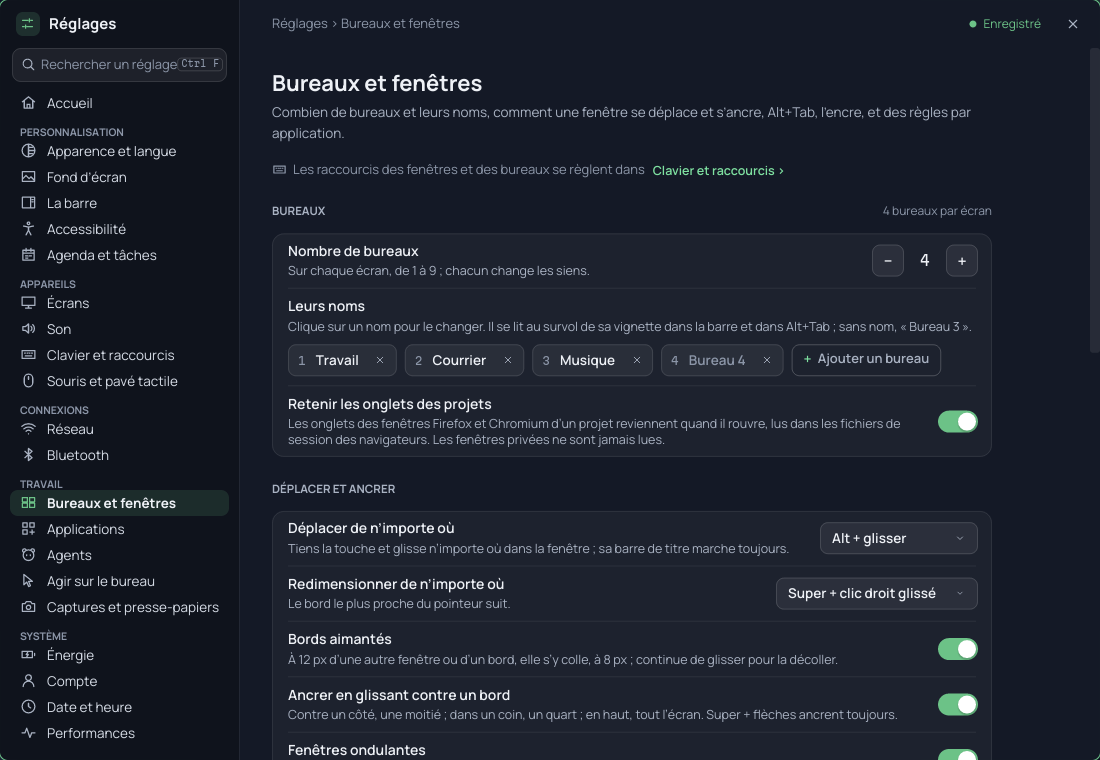 Réglages
Rechercher un réglage Ctrl F
Accueil
PERSONNALISATION
Apparence et langue
Fond d'écran
La barre
Accessibilité
Agenda et tâches
APPAREILS
Écrans
Son
Clavier et raccourcis
Souris et pavé tactile
CONNEXIONS
Réseau
Bluetooth
TRAVAIL
Bureaux et fenêtres
Applications
Agents
Agir sur le bureau
Captures et presse-papiers
SYSTÈME
Énergie
Compte
Date et heure
Performances
Réglages › Bureaux et fenêtres
Enregistré
Bureaux et fenêtres
Combien de bureaux et leurs noms, comment une fenêtre se déplace et s'ancre, Alt+Tab, l'encre, et des règles par
application.
Les raccourcis des fenêtres et des bureaux se règlent dans Clavier et raccourcis ›
BUREAUX
4 bureaux par écran
Nombre de bureaux
Sur chaque écran, de 1 à 9 ; chacun change les siens.
− 4 +
Leurs noms
Clique sur un nom pour le changer. Il se lit au survol de sa vignette dans la barre et dans Alt+Tab ; sans nom, « Bureau 3 ».
1 Travail × 2 Courrier × 3 Musique × 4 Bureau 4 × + Ajouter un bureau
Retenir les onglets des projets
Les onglets des fenêtres Firefox et Chromium d'un projet reviennent quand il rouvre, lus dans les fichiers de
session des navigateurs. Les fenêtres privées ne sont jamais lues.
DÉPLACER ET ANCRER
Déplacer de n'importe où
Tiens la touche et glisse n'importe où dans la fenêtre ; sa barre de titre marche toujours.
Alt + glisser
Redimensionner de n'importe où
Le bord le plus proche du pointeur suit.
Super + clic droit glissé
Bords aimantés
À 12 px d'une autre fenêtre ou d'un bord, elle s'y colle, à 8 px ; continue de glisser pour la décoller.
Ancrer en glissant contre un bord
Contre un côté, une moitié ; dans un coin, un quart ; en haut, tout l'écran. Super + flèches ancrent toujours.
Fenêtres ondulantes